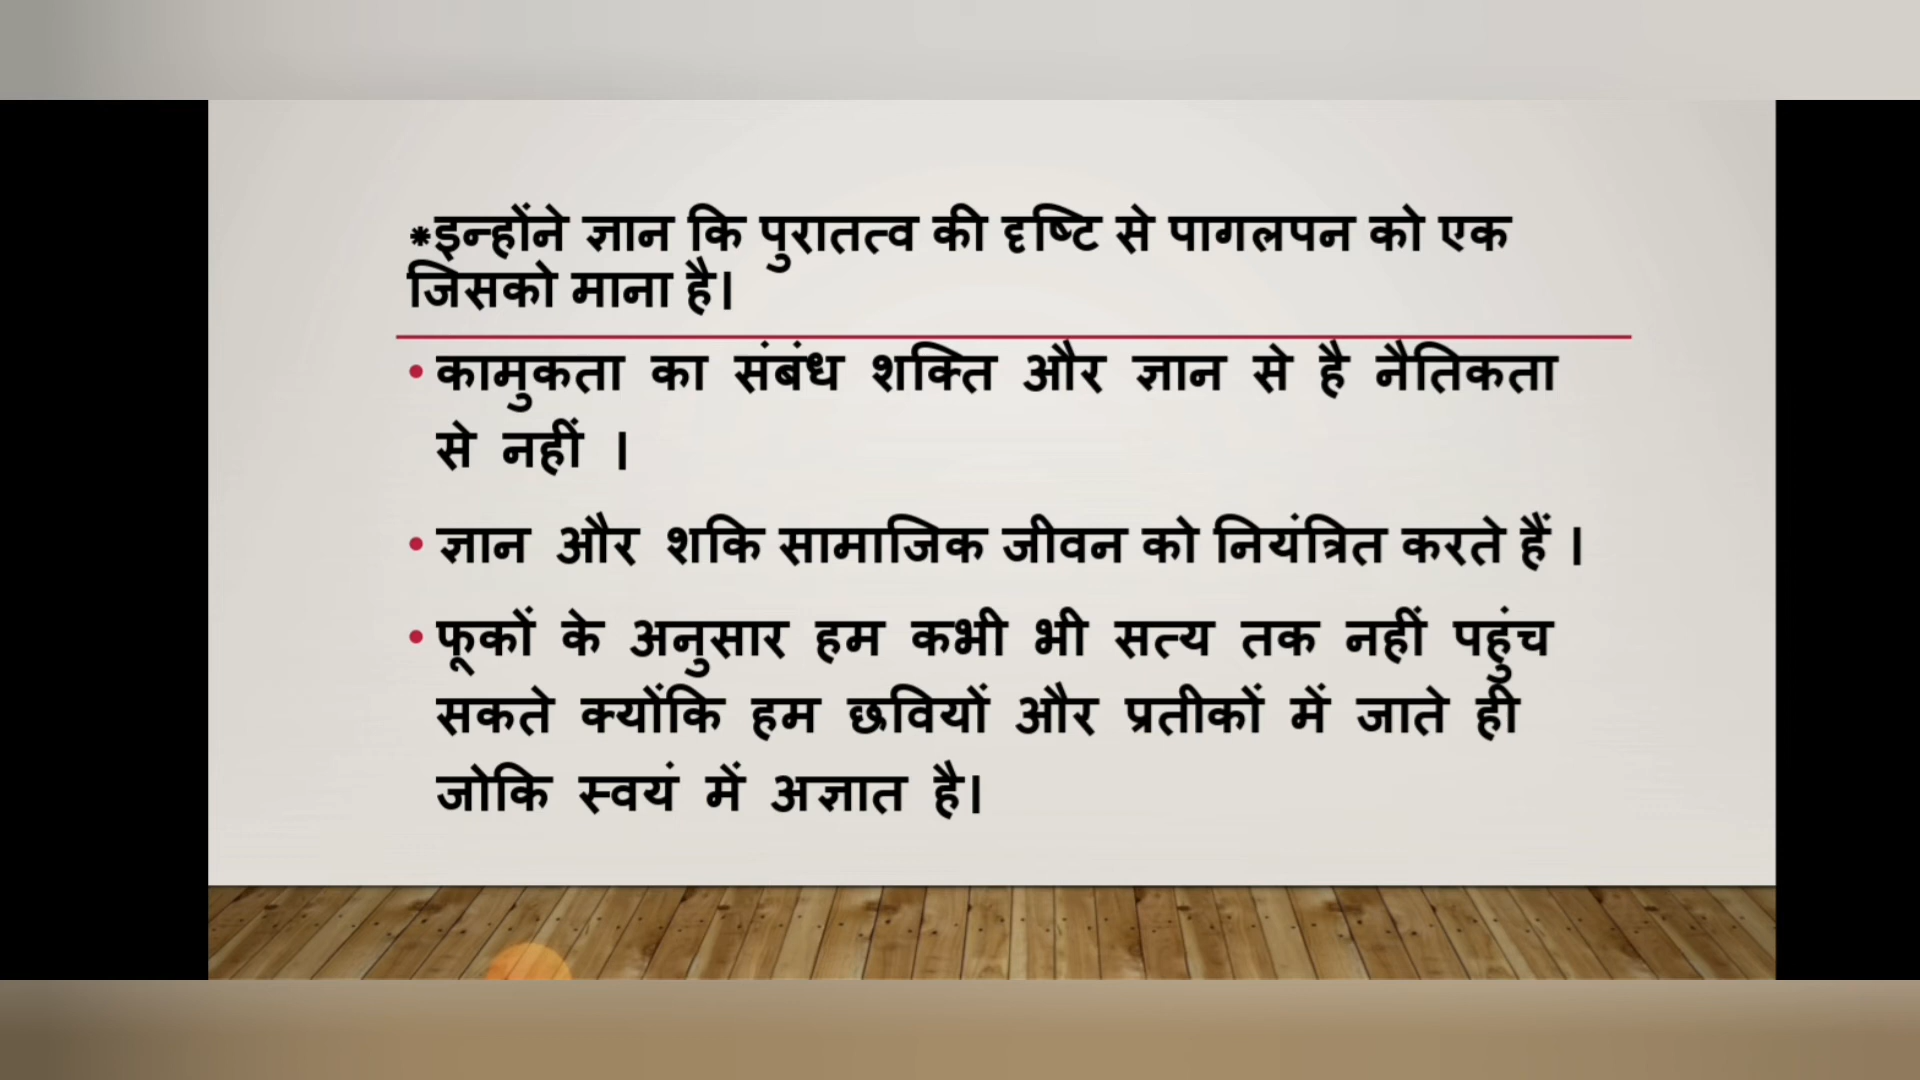 *इन्होंने ज्ञान कि पुरातत्व की दृष्टि से पागलपन को एक
जिसको माना है।
• कामुकता का संबंध शक्ति और ज्ञान से है नैतिकता
से नहीं ।
• ज्ञान और शकि सामाजिक जीवन को नियंत्रित करते हैं ।
• फूकों के अनुसार हम कभी भी सत्य तक नहीं पहुंच
सकते क्योंकि हम छवियों और प्रतीकों में जाते ही
जोकि स्वयं में अज्ञात है।